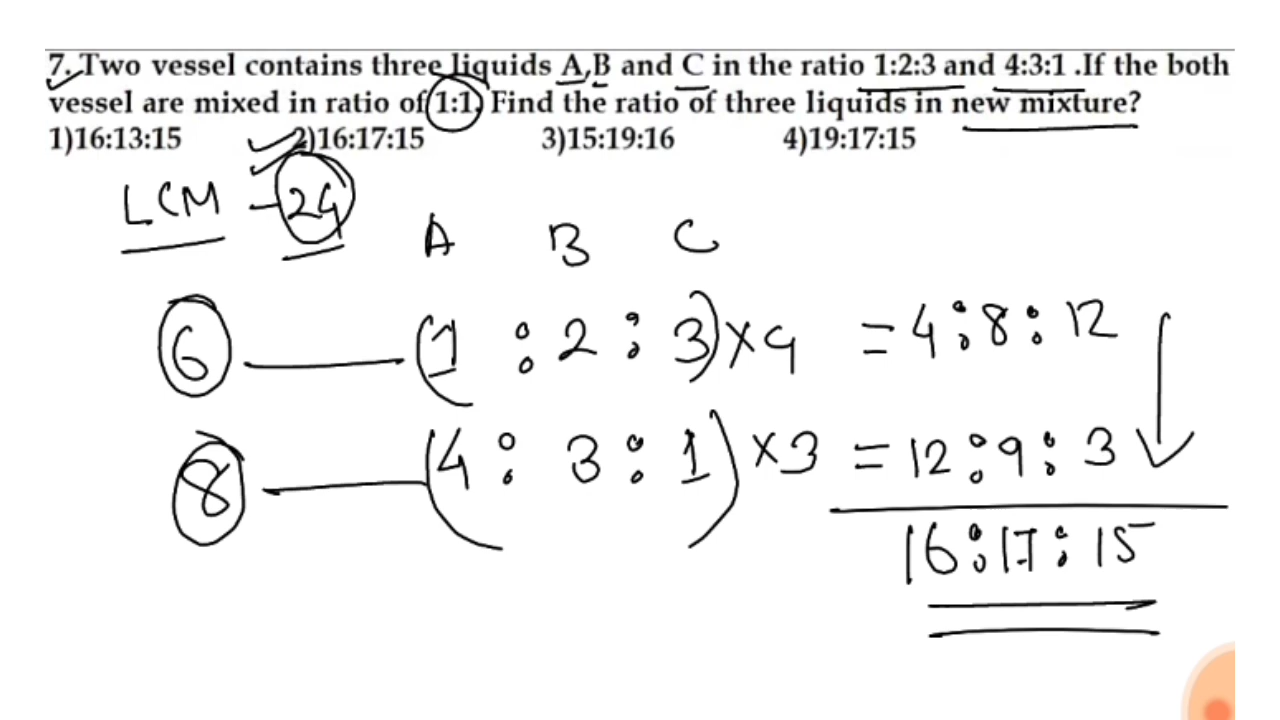 7. Two vessel contains three liquids A,B and C in the ratio 1:2:3 and 4:3:1 .If the both
vessel are mixed in ratio of 1:1. Find the ratio of three liquids in new mixture?
1)16:13:15 2)16:17:15 3)15:19:16 4)19:17:15
LCM - 24
A B C
6 (1 : 2 : 3)×4 = 4:8:12
8 (4 : 3 : 1)×3 = 12:9:3
16:17:15